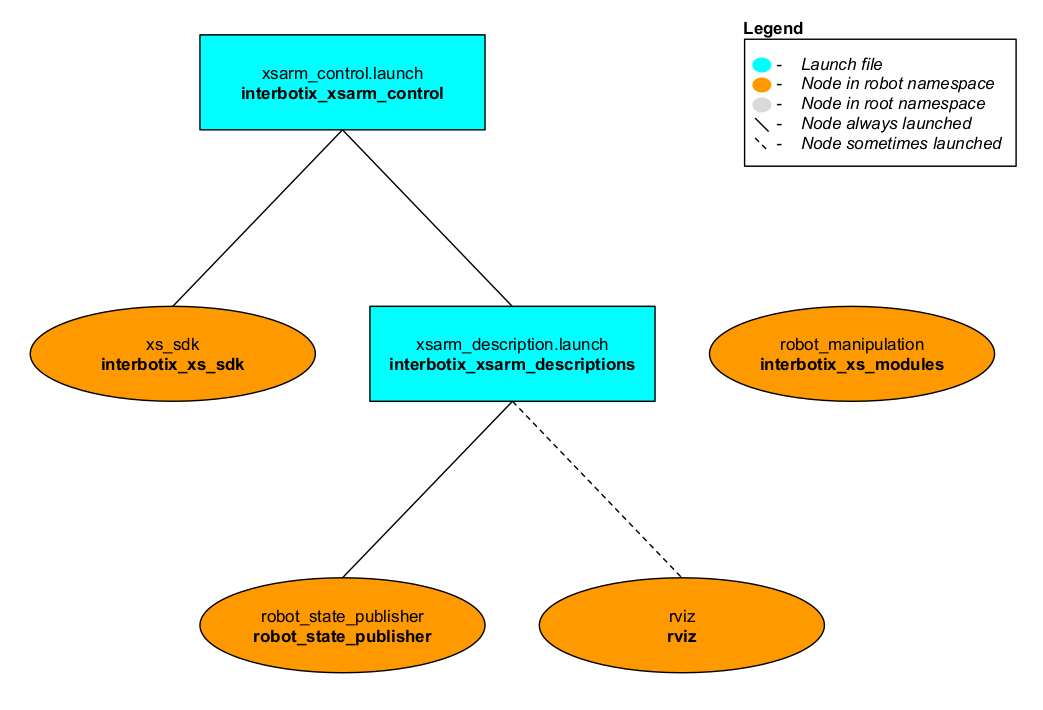 Legend
- Launch file
- Node in robot namespace
- Node in root namespace
- Node always launched
- Node sometimes launched
xsarm_control.launch
interbotix_xsarm_control
xs_sdk
interbotix_xs_sdk
xsarm_description.launch
interbotix_xsarm_descriptions
robot_manipulation
interbotix_xs_modules
robot_state_publisher
robot_state_publisher
rviz
rviz